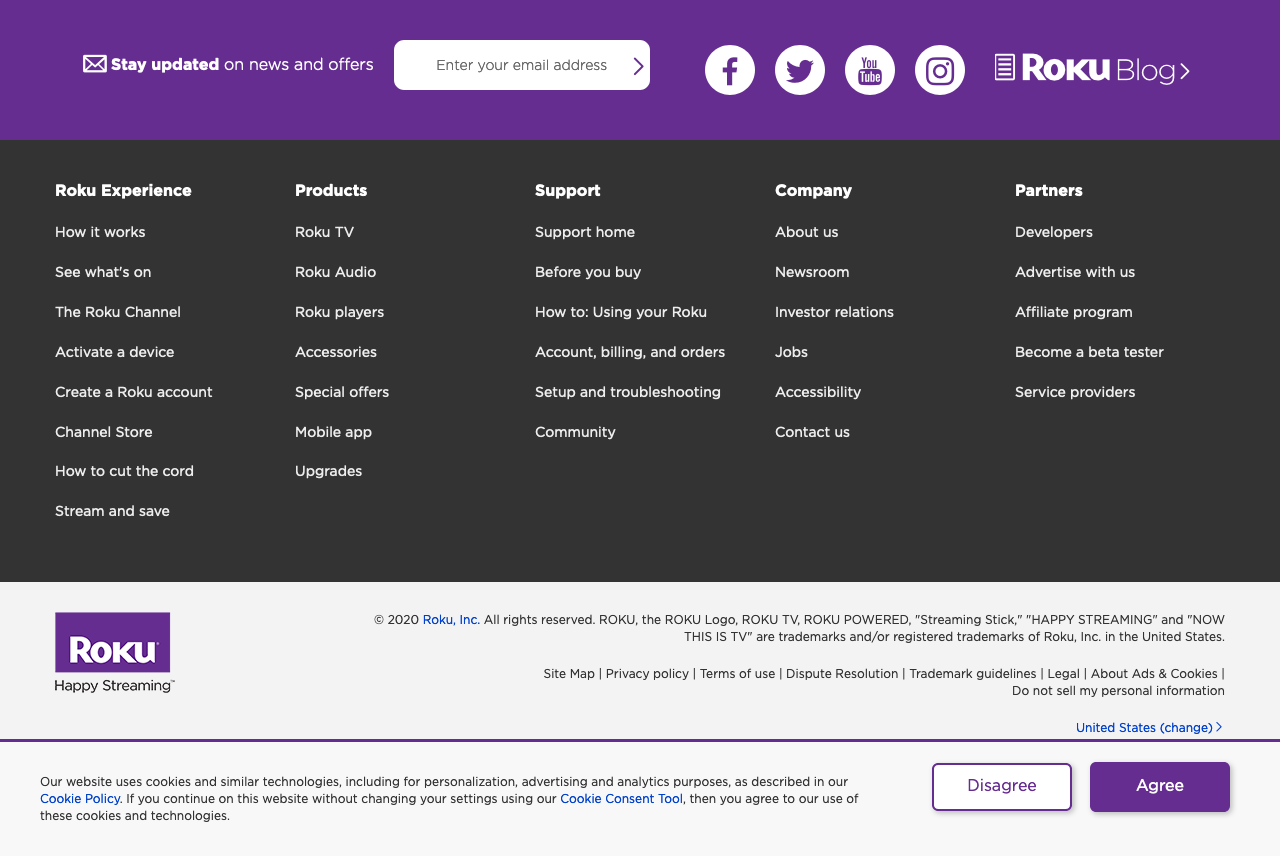 Stay updated on news and offers
Enter your email address
You
Tube
Roku Blog
Roku Experience
How it works
See what's on
The Roku Channel
Activate a device
Create a Roku account
Channel Store
How to cut the cord
Stream and save
Products
Roku TV
Roku Audio
Roku players
Accessories
Special offers
Mobile app
Upgrades
Support
Support home
Before you buy
How to: Using your Roku
Account, billing, and orders
Setup and troubleshooting
Community
Company
About us
Newsroom
Investor relations
Jobs
Accessibility
Contact us
Partners
Developers
Advertise with us
Affiliate program
Become a beta tester
Service providers
Roku
Happy Streaming™
© 2020 Roku, Inc. All rights reserved. ROKU, the ROKU Logo, ROKU TV, ROKU POWERED, "Streaming Stick," "HAPPY STREAMING" and "NOW
THIS IS TV" are trademarks and/or registered trademarks of Roku, Inc. in the United States.
Site Map | Privacy policy | Terms of use | Dispute Resolution | Trademark guidelines | Legal | About Ads & Cookies |
Do not sell my personal information
United States (change)
Our website uses cookies and similar technologies, including for personalization, advertising and analytics purposes, as described in our
Cookie Policy. If you continue on this website without changing your settings using our Cookie Consent Tool, then you agree to our use of
these cookies and technologies.
Disagree
Agree